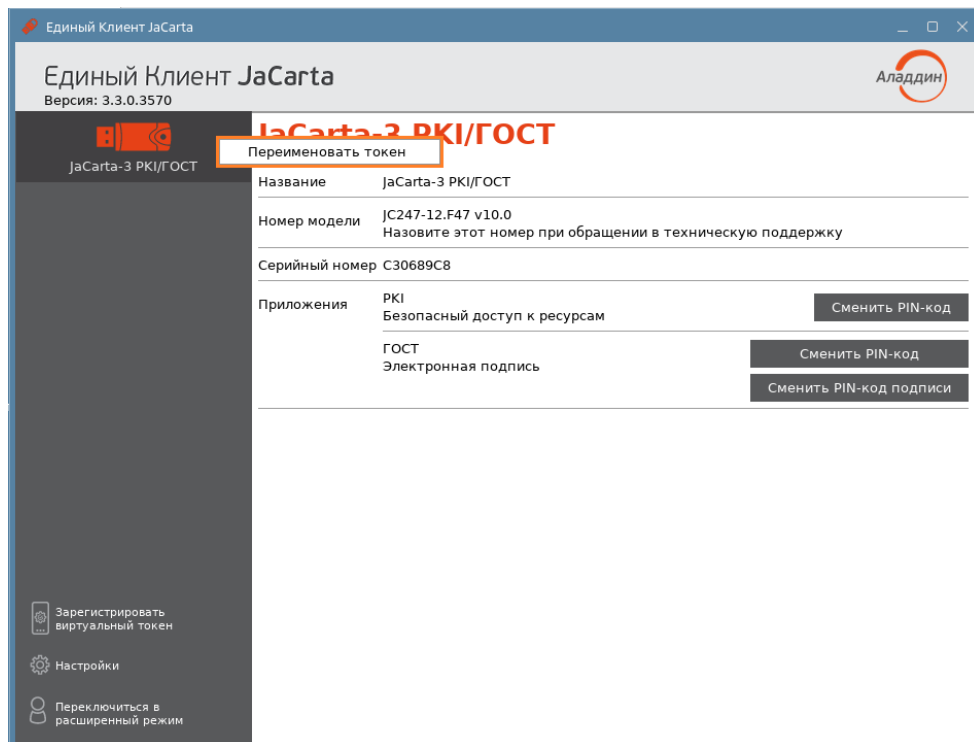 Единый Клиент JaCarta
Единый Клиент JaCarta
Версия: 3.3.0.3570
Аладдин
JaCarta-3 PKI/ГОСТ
JaCarta-3 PKI/ГОСТ
Переименовать токен
Название JaCarta-3 PKI/ГОСТ
Номер модели JC247-12.F47 v10.0
Назовите этот номер при обращении в техническую поддержку
Серийный номер C30689C8
Приложения PKI
Безопасный доступ к ресурсам
Сменить PIN-код
ГОСТ
Электронная подпись
Сменить PIN-код
Сменить PIN-код подписи
Зарегистрировать
виртуальный токен
Настройки
Переключиться в
расширенный режим